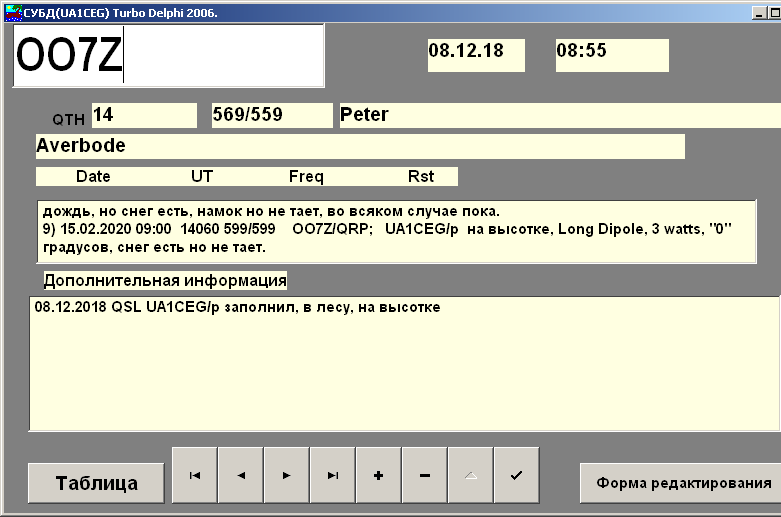 СУБД(UA1CEG) Turbo Delphi 2006.
OO7Z
08.12.18 08:55
QTH 14 569/559 Peter
Averbode
Date UT Freq Rst
дождь, но снег есть, намок но не тает, во всяком случае пока.
9) 15.02.2020 09:00 14060 599/599 OO7Z/QRP; UA1CEG/p на высотке, Long Dipole, 3 watts, "0"
градусов, снег есть но не тает.
Дополнительная информация
08.12.2018 QSL UA1CEG/p заполнил, в лесу, на высотке
Таблица
Форма редактирования